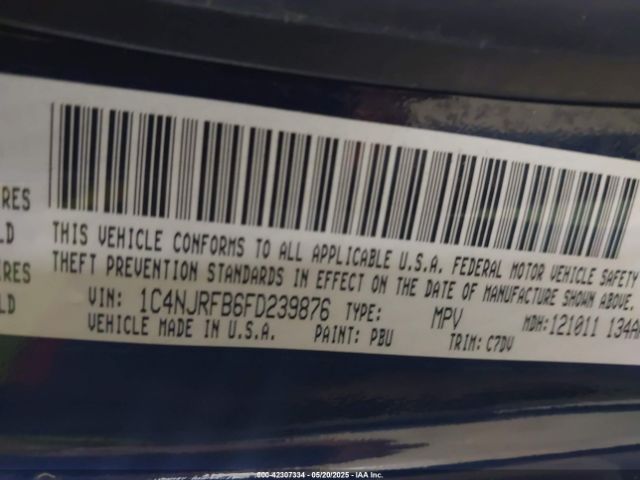 RES
LD
IRES
LD
THIS VEHICLE CONFORMS TO ALL APPLICABLE U.S.A. FEDERAL MOTOR VEHICLE SAFETY
THEFT PREVENTION STANDARDS IN EFFECT ON THE DATE OF MANUFACTURE SHOWN ABOVE.
VIN: 1C4NJRFB6FD239876 TYPE: MPV MDH:121011 134A
VEHICLE MADE IN U.S.A. PAINT: PBU TRIM: C7DV
000-42307334 - 05/20/2025 - IAA Inc.